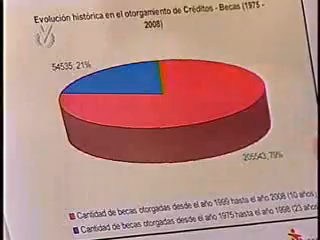 Evolución histórica en el otorgamiento de Créditos - Becas (1975 -
2008)
54535, 21%
205543, 79%
Cantidad de becas otorgadas desde el año 1999 hasta el año 2008 (10 años)
Cantidad de becas otorgadas desde el año 1975 hasta el año 1998 (23 años